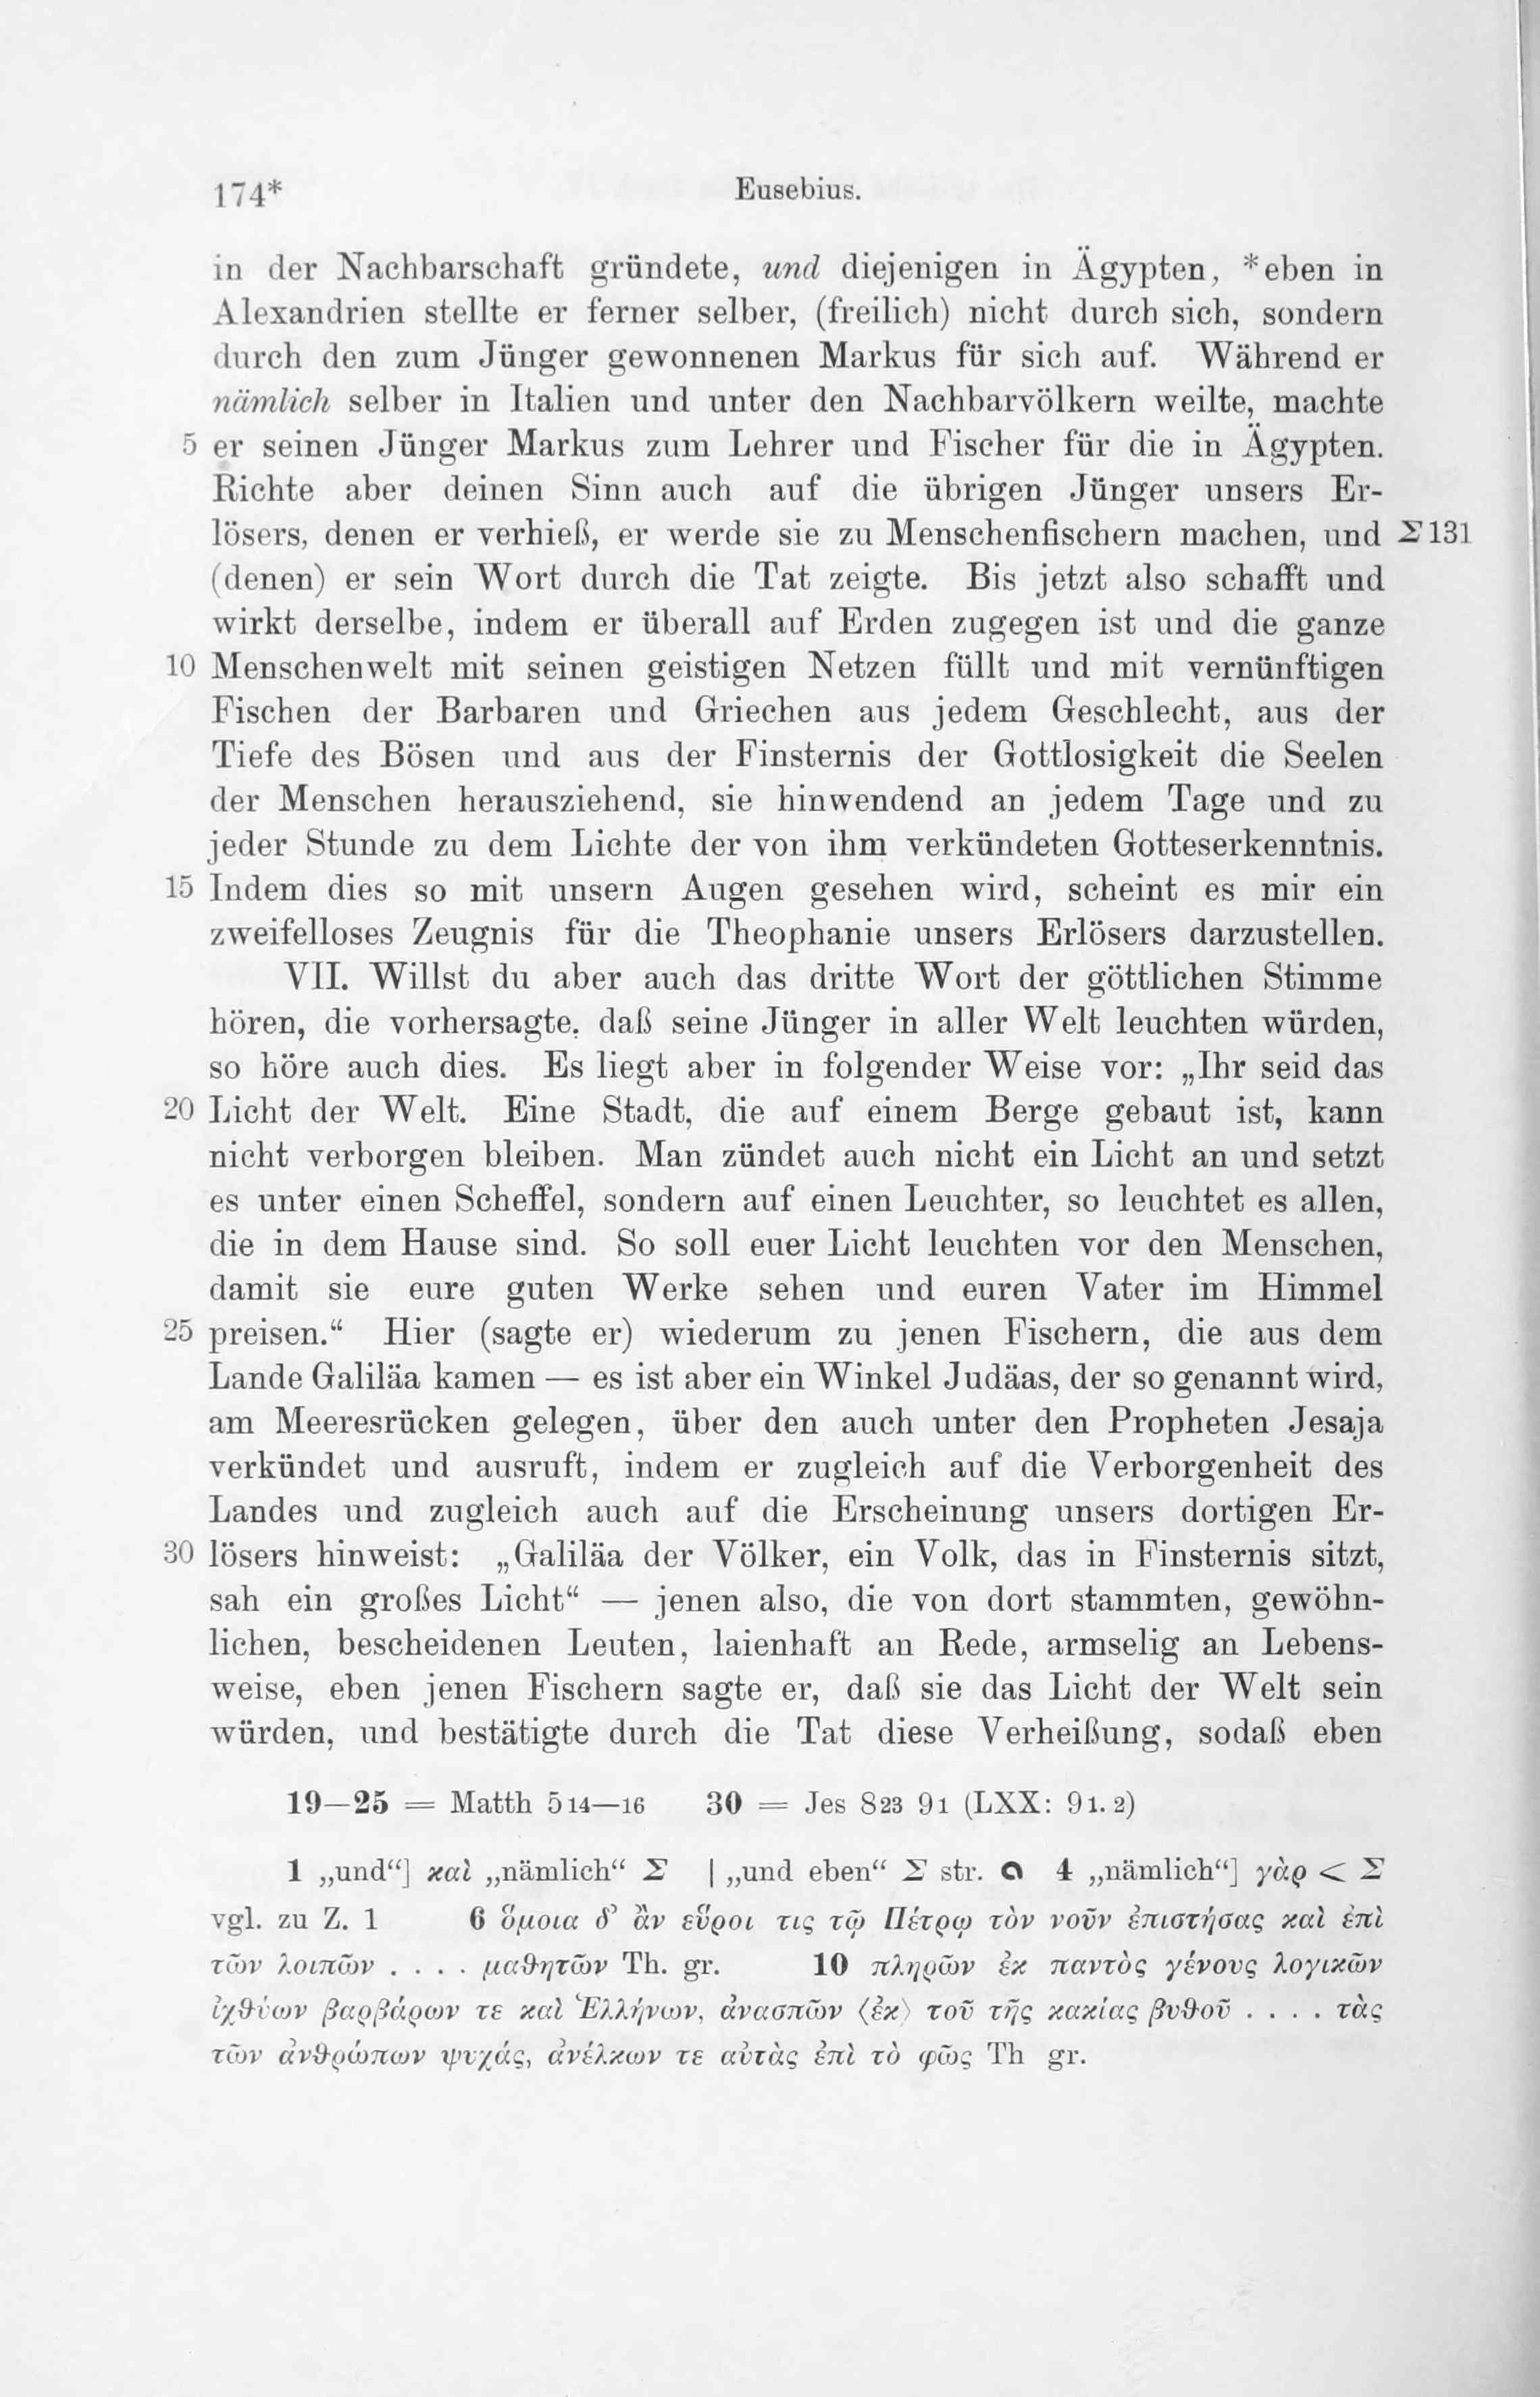 174* Eusebius.
in der Nachbarschaft gründete, und diejenigen in Ägypten, *eben in
Alexandrien stellte er ferner selber, (freilich) nicht durch sich, sondern
durch den zum Jünger gewonnenen Markus für sich auf. Während er
nämlich selber in Italien und unter den Nachbarvölkern weilte, machte
5 er seinen Jünger Markus zum Lehrer und Fischer für die in Ägypten.
Richte aber deinen Sinn auch auf die übrigen Jünger unsers Er-
lösers, denen er verhieß, er werde sie zu Menschenfischern machen, und Σ131
(denen) er sein Wort durch die Tat zeigte. Bis jetzt also schafft und
wirkt derselbe, indem er überall auf Erden zugegen ist und die ganze
10 Menschenwelt mit seinen geistigen Netzen füllt und mit vernünftigen
Fischen der Barbaren und Griechen aus jedem Geschlecht, aus der
Tiefe des Bösen und aus der Finsternis der Gottlosigkeit die Seelen
der Menschen herausziehend, sie hinwendend an jedem Tage und zu
jeder Stunde zu dem Lichte der von ihm verkündeten Gotteserkenntnis.
15 Indem dies so mit unsern Augen gesehen wird, scheint es mir ein
zweifelloses Zeugnis für die Theophanie unsers Erlösers darzustellen.
VII. Willst du aber auch das dritte Wort der göttlichen Stimme
hören, die vorhersagte, daß seine Jünger in aller Welt leuchten würden,
so höre auch dies. Es liegt aber in folgender Weise vor: „Ihr seid das
20 Licht der Welt. Eine Stadt, die auf einem Berge gebaut ist, kann
nicht verborgen bleiben. Man zündet auch nicht ein Licht an und setzt
es unter einen Scheffel, sondern auf einen Leuchter, so leuchtet es allen,
die in dem Hause sind. So soll euer Licht leuchten vor den Menschen,
damit sie eure guten Werke sehen und euren Vater im Himmel
25 preisen.“ Hier (sagte er) wiederum zu jenen Fischern, die aus dem
Lande Galiläa kamen — es ist aber ein Winkel Judäas, der so genannt wird,
am Meeresrücken gelegen, über den auch unter den Propheten Jesaja
verkündet und ausruft, indem er zugleich auf die Verborgenheit des
Landes und zugleich auch auf die Erscheinung unsers dortigen Er-
30 lösers hinweist: „Galiläa der Völker, ein Volk, das in Finsternis sitzt,
sah ein großes Licht“ — jenen also, die von dort stammten, gewöhn-
lichen, bescheidenen Leuten, laienhaft an Rede, armselig an Lebens-
weise, eben jenen Fischern sagte er, daß sie das Licht der Welt sein
würden, und bestätigte durch die Tat diese Verheißung, sodaß eben
19—25 = Matth 5 14—16 30 = Jes 8 23 9 1 (LXX: 9 1. 2)
1 „und“] καὶ „nämlich“ Σ | „und eben“ Σ str. ᴖ 4 „nämlich“] γὰρ < Σ
vgl. zu Z. 1 6 ὅμοια δ’ ἂν εὕροι τις τῷ Πέτρῳ τὸν νοῦν ἐπιστήσας καὶ ἐπὶ
τῶν λοιπῶν . . . . μαθητῶν Th. gr. 10 πληρῶν ἐκ παντὸς γένους λογικῶν
ἰχθύων βαρβάρων τε καὶ Ἑλλήνων, ἀνασπῶν ⟨ἐκ⟩ τοῦ τῆς κακίας βυθοῦ . . . . τὰς
τῶν ἀνθρώπων ψυχάς, ἀνέλκων τε αὐτὰς ἐπὶ τὸ φῶς Th gr.